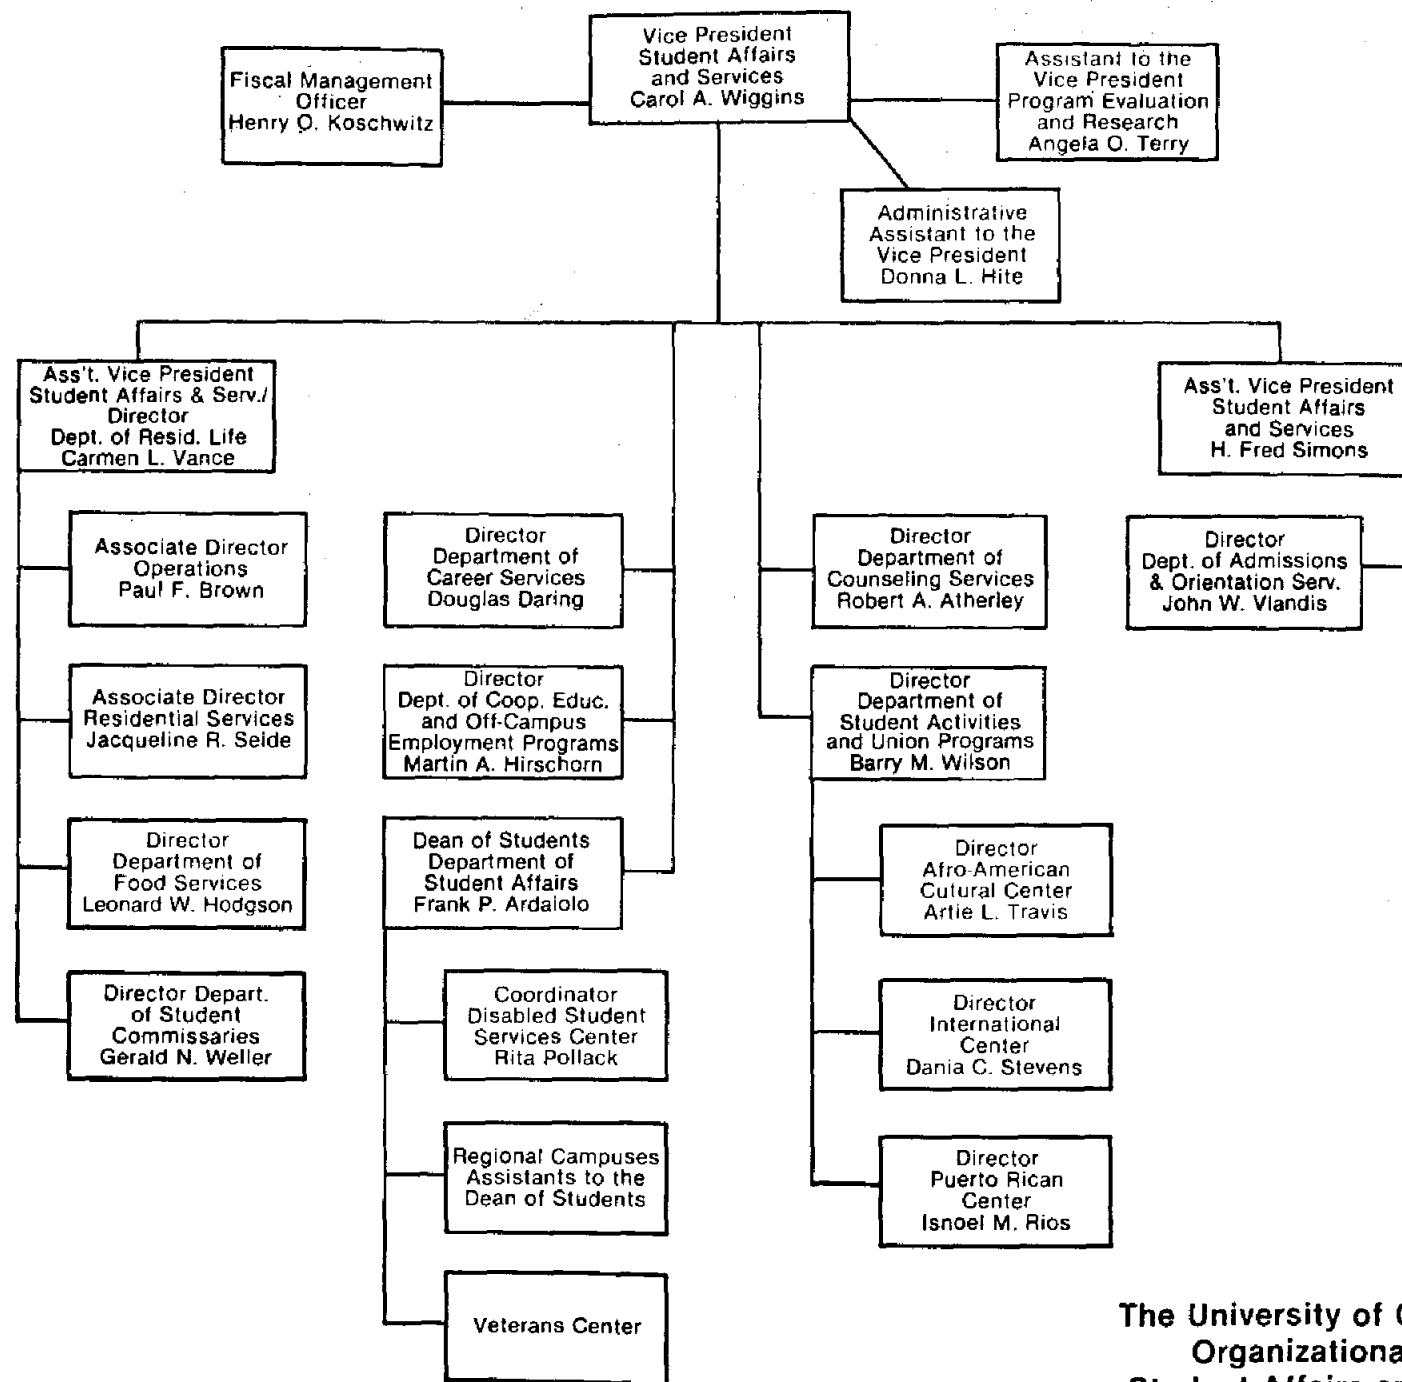 Vice President
Student Affairs
and Services
Carol A. Wiggins
Fiscal Management
Officer
Henry O. Koschwitz
Assistant to the
Vice President
Program Evaluation
and Research
Angela O. Terry
Administrative
Assistant to the
Vice President
Donna L. Hite
Ass't. Vice President
Student Affairs & Serv./
Director
Dept. of Resid. Life
Carmen L. Vance
Associate Director
Operations
Paul F. Brown
Associate Director
Residential Services
Jacqueline R. Seide
Director
Department of
Food Services
Leonard W. Hodgson
Director Depart.
of Student
Commissaries
Gerald N. Weller
Director
Department of
Career Services
Douglas Daring
Director
Dept. of Coop. Educ.
and Off-Campus
Employment Programs
Martin A. Hirschorn
Dean of Students
Department of
Student Affairs
Frank P. Ardaiolo
Coordinator
Disabled Student
Services Center
Rita Pollack
Regional Campuses
Assistants to the
Dean of Students
Veterans Center
Director
Department of
Counseling Services
Robert A. Atherley
Director
Department of
Student Activities
and Union Programs
Barry M. Wilson
Director
Afro-American
Cutural Center
Artie L. Travis
Director
International
Center
Dania C. Stevens
Director
Puerto Rican
Center
Isnoel M. Rios
Ass't. Vice President
Student Affairs
and Services
H. Fred Simons
Director
Dept. of Admissions
& Orientation Serv.
John W. Vlandis
The University of
Organizationa
Student Affairs